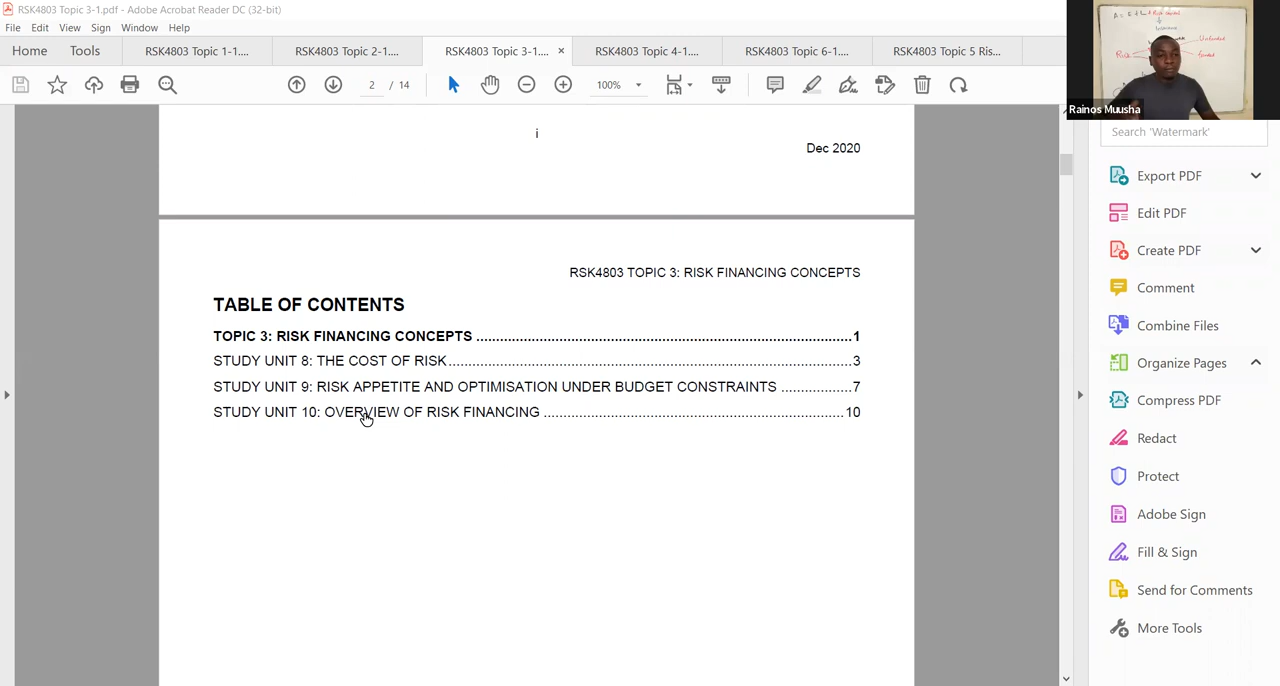 RSK4803 Topic 3-1.pdf - Adobe Acrobat Reader DC (32-bit)
File Edit View Sign Window Help
Home Tools RSK4803 Topic 1-1.... RSK4803 Topic 2-1.... RSK4803 Topic 3-1.... × RSK4803 Topic 4-1.... RSK4803 Topic 6-1.... RSK4803 Topic 5 Ris...
2 / 14 100%
A = E + L + Risk capital
Risk
Unfunded
funded
Rainos Muusha
Search 'Watermark'
i
Dec 2020
RSK4803 TOPIC 3: RISK FINANCING CONCEPTS
TABLE OF CONTENTS
TOPIC 3: RISK FINANCING CONCEPTS ........................................................................................1
STUDY UNIT 8: THE COST OF RISK..............................................................................................3
STUDY UNIT 9: RISK APPETITE AND OPTIMISATION UNDER BUDGET CONSTRAINTS .................7
STUDY UNIT 10: OVERVIEW OF RISK FINANCING .......................................................................10
Export PDF
Edit PDF
Create PDF
Comment
Combine Files
Organize Pages
Compress PDF
Redact
Protect
Adobe Sign
Fill & Sign
Send for Comments
More Tools